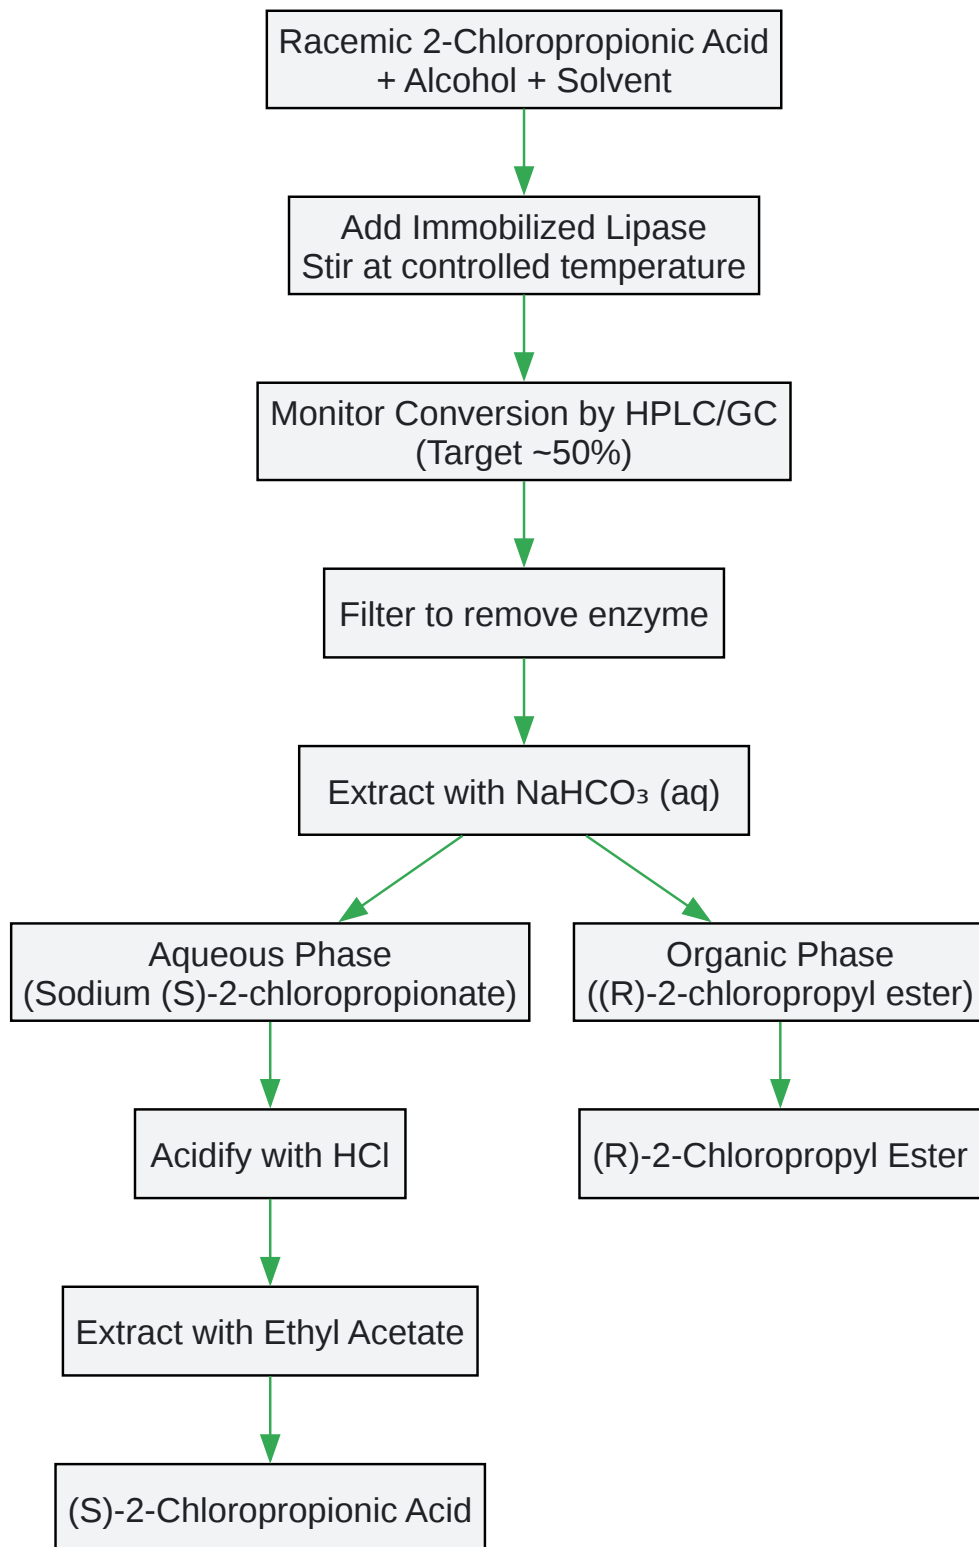 Racemic 2-Chloropropionic Acid
+ Alcohol + Solvent
Add Immobilized Lipase
Stir at controlled temperature
Monitor Conversion by HPLC/GC
(Target ~50%)
Filter to remove enzyme
Extract with NaHCO₃ (aq)
Aqueous Phase
(Sodium (S)-2-chloropropionate)
Organic Phase
((R)-2-chloropropyl ester)
Acidify with HCl
(R)-2-Chloropropyl Ester
Extract with Ethyl Acetate
(S)-2-Chloropropionic Acid